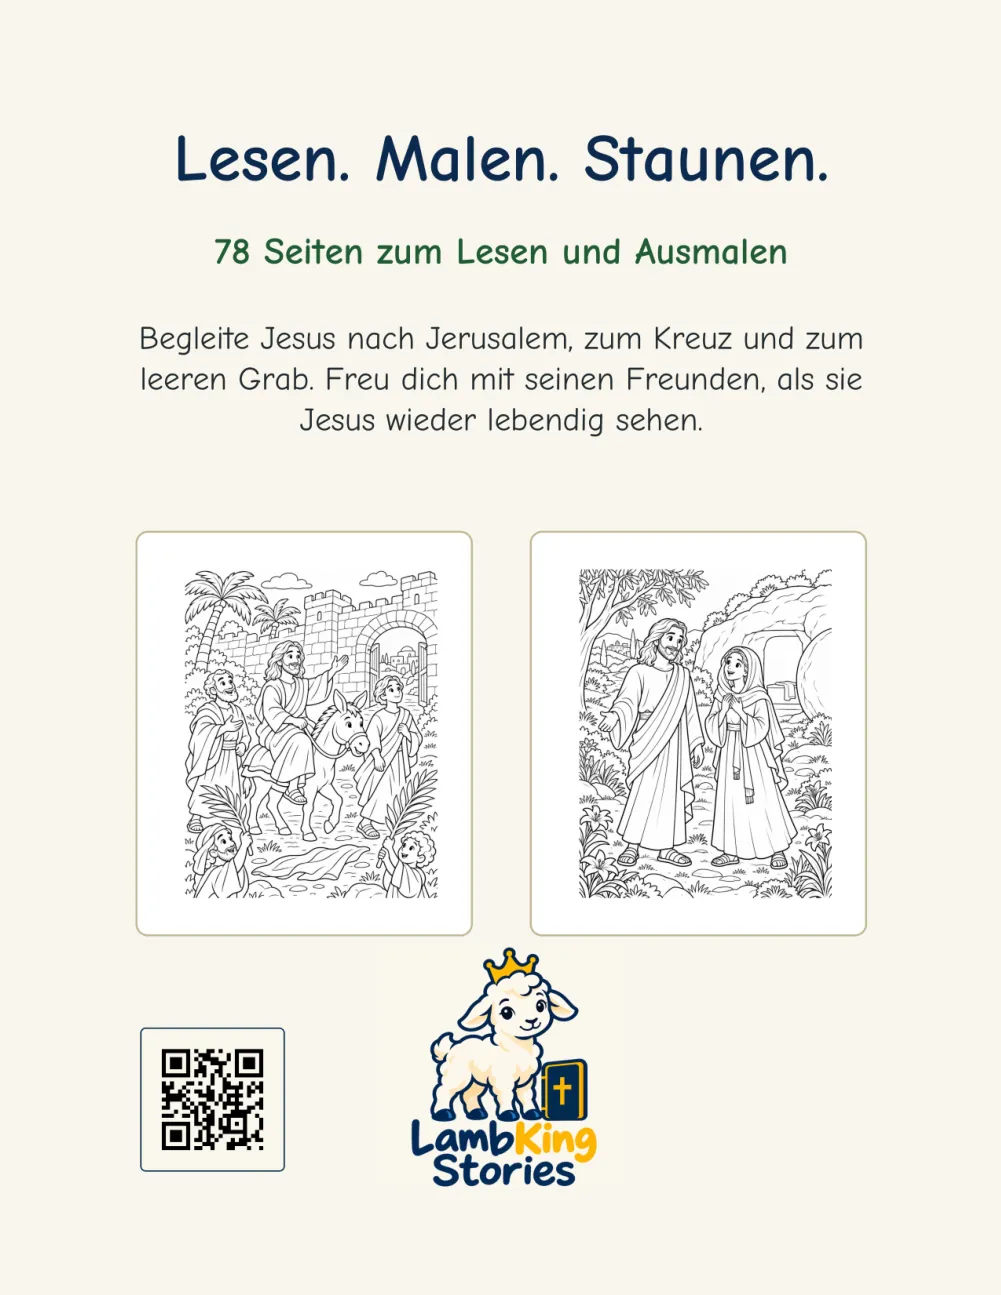 Lesen. Malen. Staunen.
78 Seiten zum Lesen und Ausmalen
Begleite Jesus nach Jerusalem, zum Kreuz und zum
leeren Grab. Freu dich mit seinen Freunden, als sie
Jesus wieder lebendig sehen.
LambKing
Stories